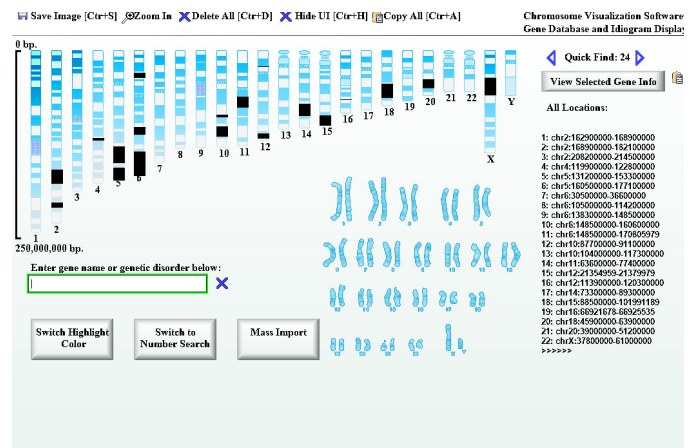 Save Image [Ctr+S] Zoom In Delete All [Ctr+D] Hide UI [Ctr+H] Copy All [Ctr+A]
Chromosome Visualization Software
Gene Database and Idiogram Display
0 bp.
Quick Find: 24
View Selected Gene Info
All Locations:
1 2 3 4 5 6 7 8 9 10 11 12 13 14 15 16 17 18 19 20 21 22 X Y
250,000,000 bp.
Enter gene name or genetic disorder below:
Switch Highlight Color
Switch to Number Search
Mass Import
1: chr2:162900000-168900000
2: chr2:168900000-182100000
3: chr2:208200000-214500000
4: chr4:119900000-122800000
5: chr5:131200000-153300000
6: chr5:160500000-177100000
7: chr6:30500000-36600000
8: chr6:105000000-114200000
9: chr6:138300000-148500000
10: chr6:148500000-160600000
11: chr6:148500000-170805979
12: chr10:87700000-91100000
13: chr10:104000000-117300000
14: chr11:63600000-77400000
15: chr12:21354959-21379979
16: chr12:113900000-120300000
17: chr14:73300000-89300000
18: chr15:88500000-101991189
19: chr16:66921678-66925535
20: chr18:45900000-63900000
21: chr20:39000000-51200000
22: chrX:37800000-61000000
>>>>>>